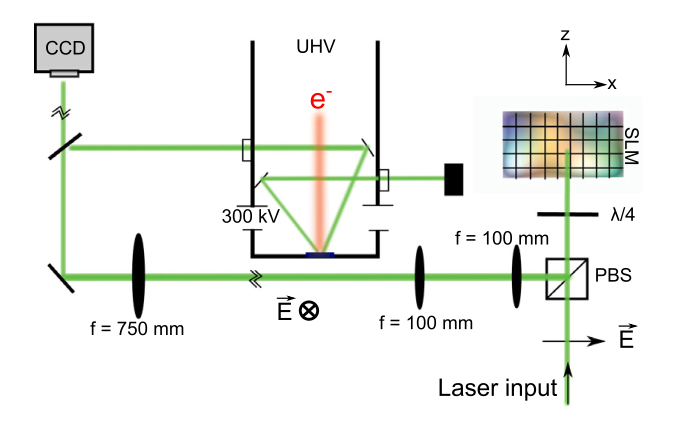 CCD
UHV
z
x
e-
SLM
300 kV
λ/4
f = 100 mm
PBS
E
f = 100 mm
f = 750 mm
E
Laser input